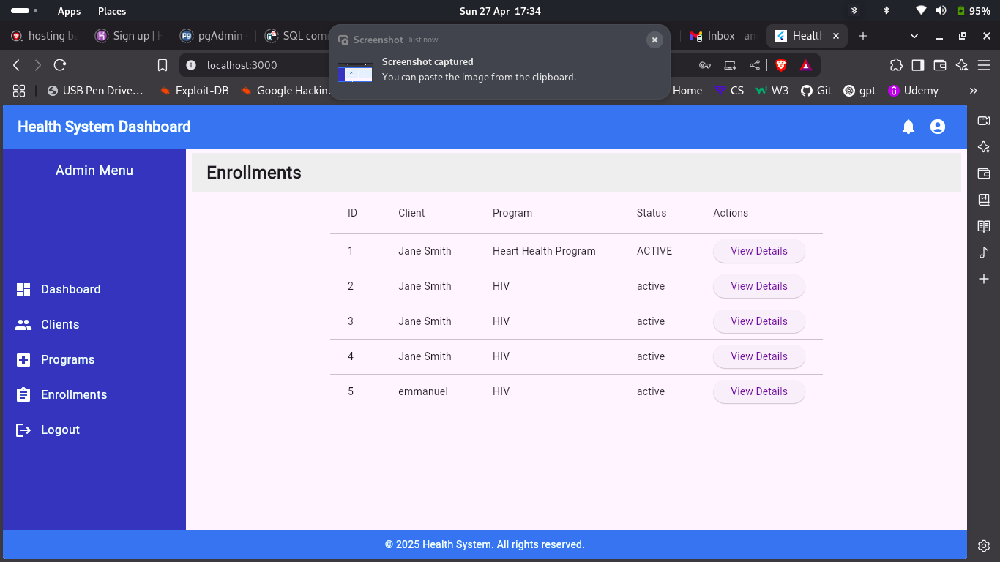 Apps Places Sun 27 Apr 17:34 95%
hosting ba Sign up | H pgAdmin SQL com Inbox - an Health
Screenshot Just now
Screenshot captured
You can paste the image from the clipboard.
localhost:3000
USB Pen Drive... Exploit-DB Google Hackin. Home CS W3 Git gpt Udemy
Health System Dashboard
Admin Menu
Dashboard
Clients
Programs
Enrollments
Logout
Enrollments
ID Client Program Status Actions
1 Jane Smith Heart Health Program ACTIVE View Details
2 Jane Smith HIV active View Details
3 Jane Smith HIV active View Details
4 Jane Smith HIV active View Details
5 emmanuel HIV active View Details
© 2025 Health System. All rights reserved.